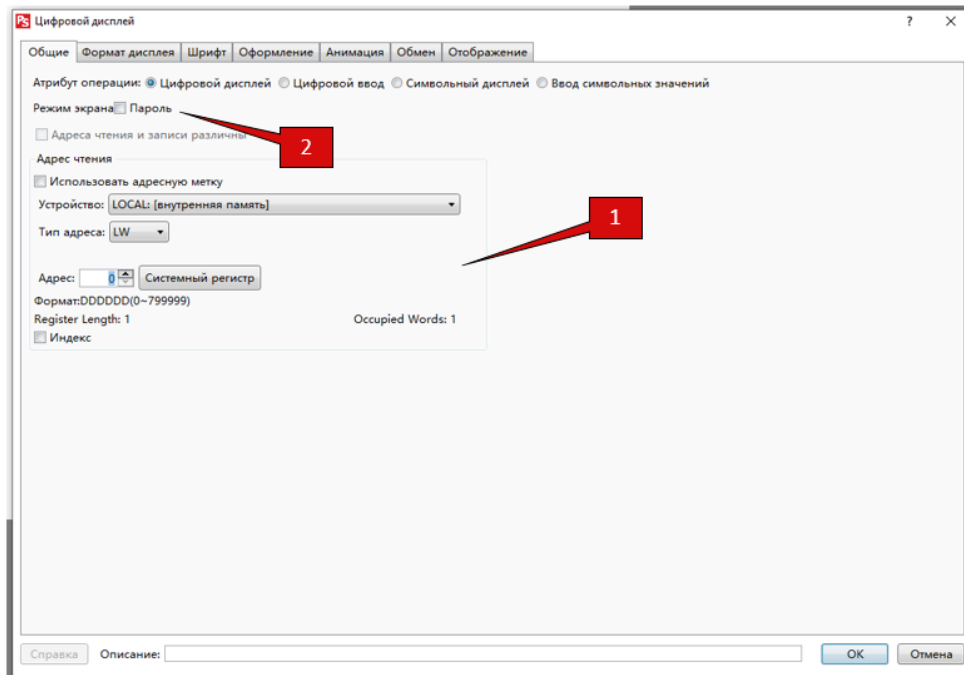 PS Цифровой дисплей ? ×
Общие Формат дисплея Шрифт Оформление Анимация Обмен Отображение
Атрибут операции: Цифровой дисплей Цифровой ввод Символьный дисплей Ввод символьных значений
Режим экрана Пароль
2
Адреса чтения и записи различны
Адрес чтения
Использовать адресную метку
Устройство: LOCAL: [внутренняя память]
1
Тип адреса: LW
Адрес: 0 Системный регистр
Формат:DDDDDD(0~799999)
Register Length: 1 Occupied Words: 1
Индекс
Справка Описание: OK Отмена